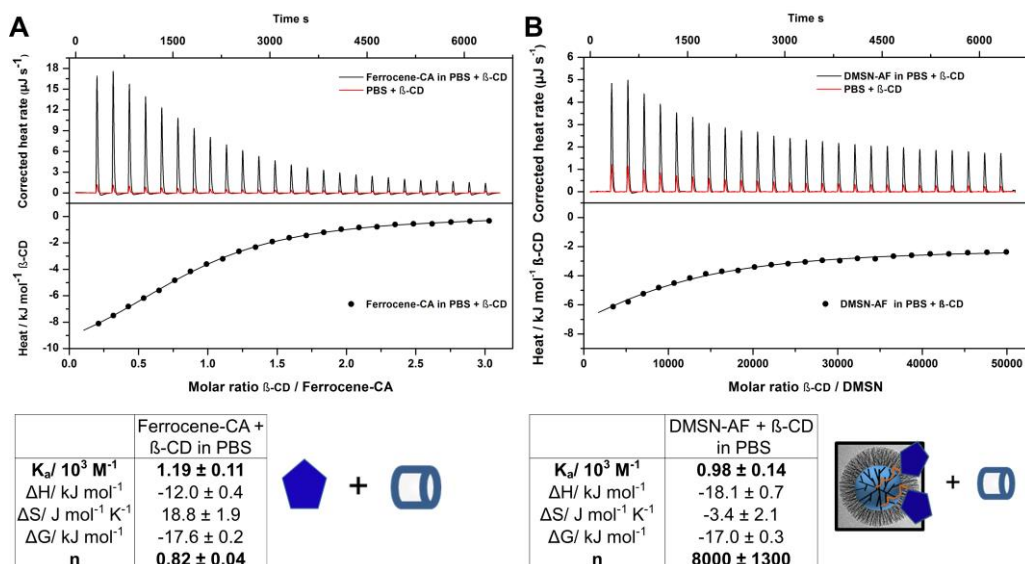 A
Time s
0 1500 3000 4500 6000
Corrected heat rate (µJ s⁻¹)
18
15
12
9
6
3
0
Ferrocene-CA in PBS + ß-CD
PBS + ß-CD
Heat / kJ mol⁻¹ ß-CD
0
-2
-4
-6
-8
-10
Ferrocene-CA in PBS + ß-CD
0.0 0.5 1.0 1.5 2.0 2.5 3.0
Molar ratio ß-CD / Ferrocene-CA
Ferrocene-CA +
ß-CD in PBS
Kₐ/ 10³ M⁻¹ 1.19 ± 0.11
ΔH/ kJ mol⁻¹ -12.0 ± 0.4
ΔS/ J mol⁻¹ K⁻¹ 18.8 ± 1.9
ΔG/ kJ mol⁻¹ -17.6 ± 0.2
n 0.82 ± 0.04
+
B
Time s
0 1500 3000 4500 6000
Corrected heat rate (µJ s⁻¹)
6
5
4
3
2
1
0
DMSN-AF in PBS + ß-CD
PBS + ß-CD
Heat / kJ mol⁻¹ ß-CD
0
-2
-4
-6
-8
DMSN-AF in PBS + ß-CD
0 10000 20000 30000 40000 50000
Molar ratio ß-CD / DMSN
DMSN-AF + ß-CD
in PBS
Kₐ/ 10³ M⁻¹ 0.98 ± 0.14
ΔH/ kJ mol⁻¹ -18.1 ± 0.7
ΔS/ J mol⁻¹ K⁻¹ -3.4 ± 2.1
ΔG/ kJ mol⁻¹ -17.0 ± 0.3
n 8000 ± 1300
+